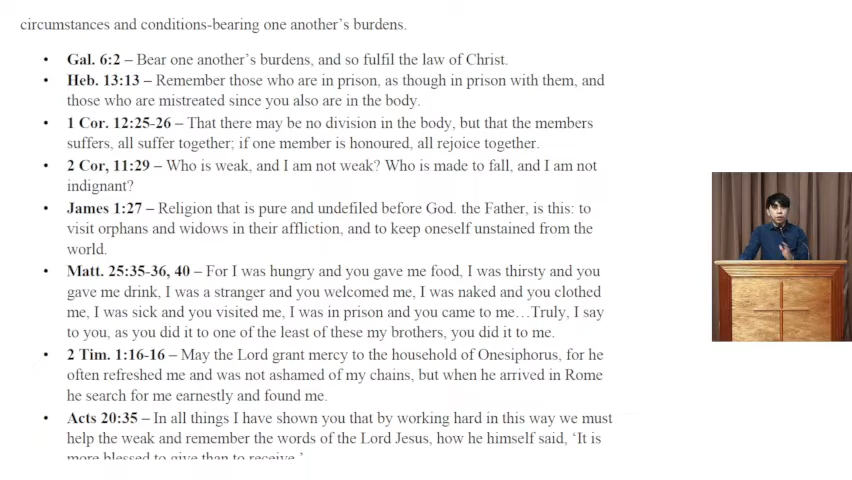 circumstances and conditions-bearing one another's burdens.
• Gal. 6:2 – Bear one another's burdens, and so fulfil the law of Christ.
• Heb. 13:13 – Remember those who are in prison, as though in prison with them, and
those who are mistreated since you also are in the body.
• 1 Cor. 12:25-26 – That there may be no division in the body, but that the members
suffers, all suffer together; if one member is honoured, all rejoice together.
• 2 Cor, 11:29 – Who is weak, and I am not weak? Who is made to fall, and I am not
indignant?
• James 1:27 – Religion that is pure and undefiled before God. the Father, is this: to
visit orphans and widows in their affliction, and to keep oneself unstained from the
world.
• Matt. 25:35-36, 40 – For I was hungry and you gave me food, I was thirsty and you
gave me drink, I was a stranger and you welcomed me, I was naked and you clothed
me, I was sick and you visited me, I was in prison and you came to me…Truly, I say
to you, as you did it to one of the least of these my brothers, you did it to me.
• 2 Tim. 1:16-16 – May the Lord grant mercy to the household of Onesiphorus, for he
often refreshed me and was not ashamed of my chains, but when he arrived in Rome
he search for me earnestly and found me.
• Acts 20:35 – In all things I have shown you that by working hard in this way we must
help the weak and remember the words of the Lord Jesus, how he himself said, 'It is
more blessed to give than to receive.'